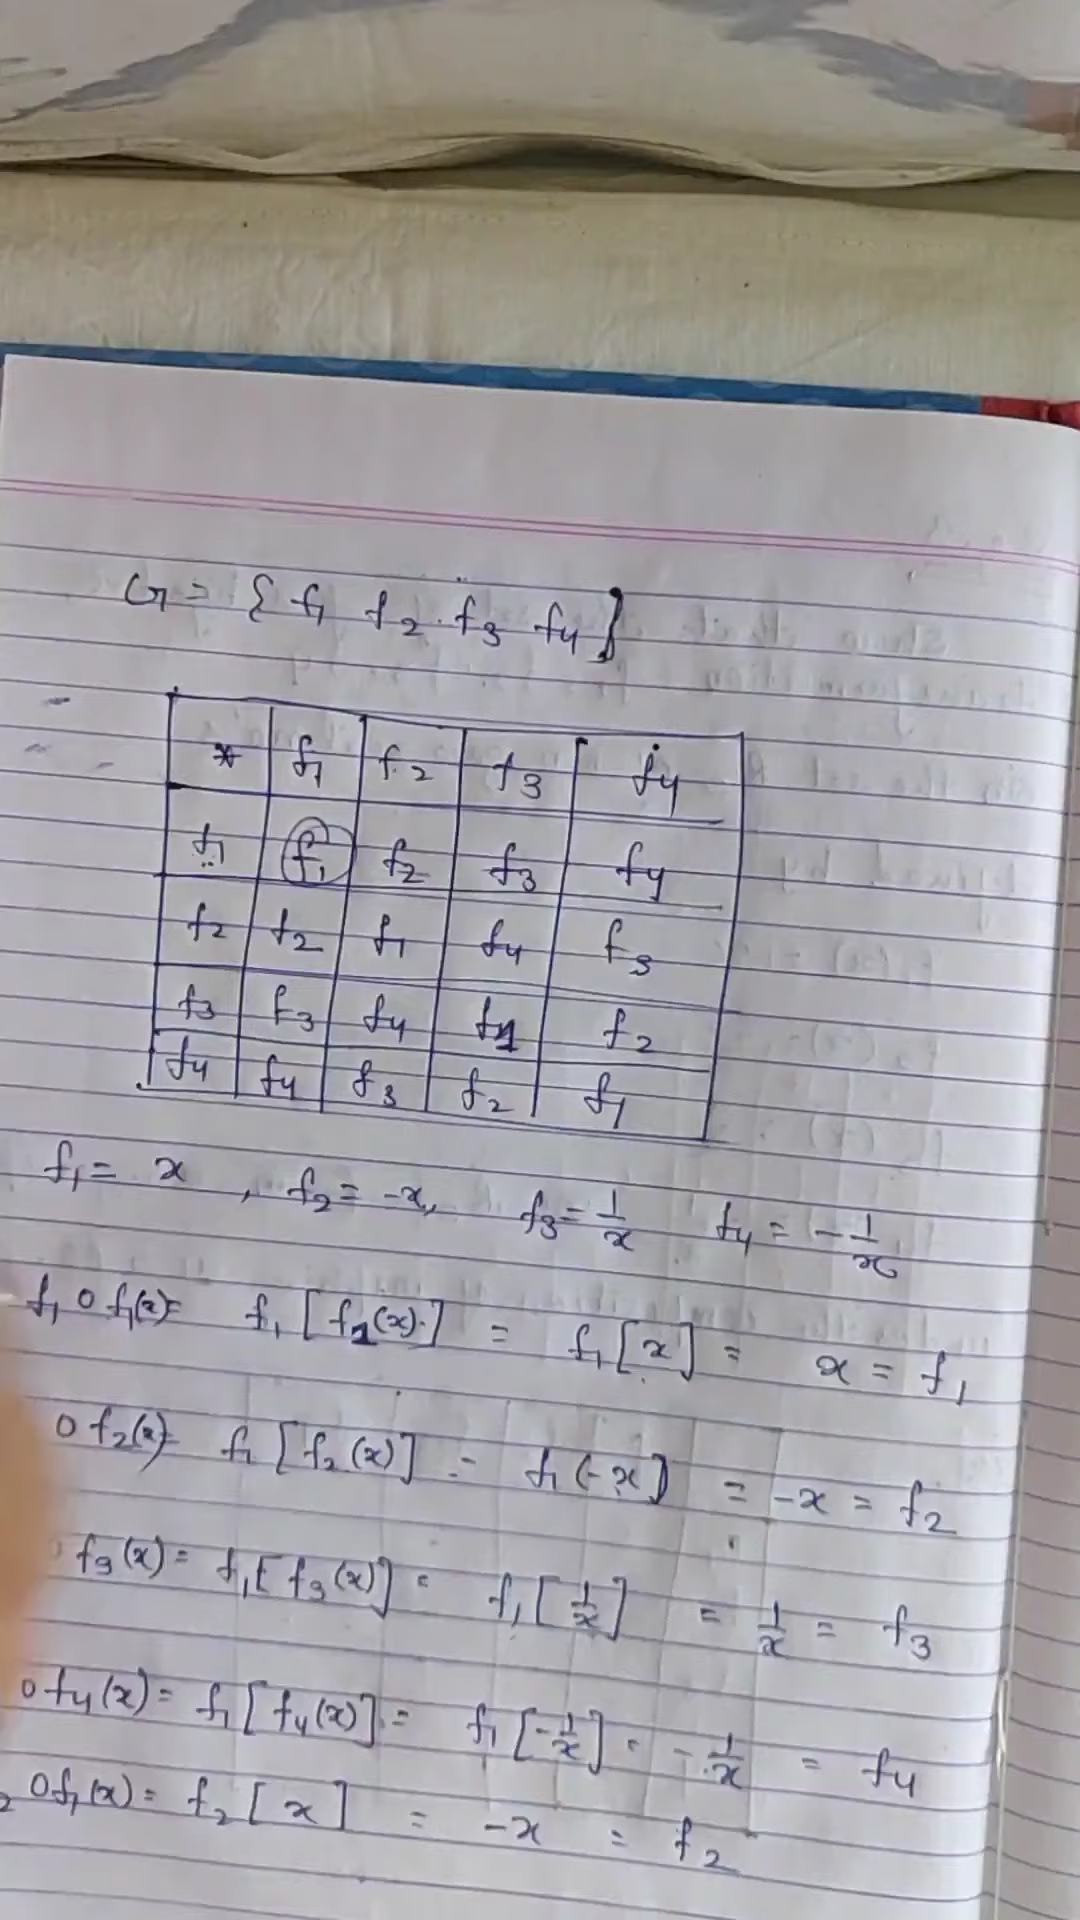 G = { f1 f2 . f3 f4 }
* f1 f2 f3 f4
f1 f1 f2 f3 f4
f2 f2 f1 f4 f3
f3 f3 f4 f1 f2
f4 f4 f3 f2 f1
f1 = x , f2 = -x, f3 = 1/x f4 = -1/x
f1 o f1(x) = f1 [ f1(x) ] = f1 [ x ] = x = f1
o f2(x) = f1 [ f2(x) ] = f1 (-x] = -x = f2
f3(x) = f1 [ f3(x) ] = f1 [ 1/x ] = 1/x = f3
o f4(x) = f1 [ f4(x) ] = f1 [ -1/x ] = -1/x = f4
2 o f1(x) = f2 [ x ] = -x = f2